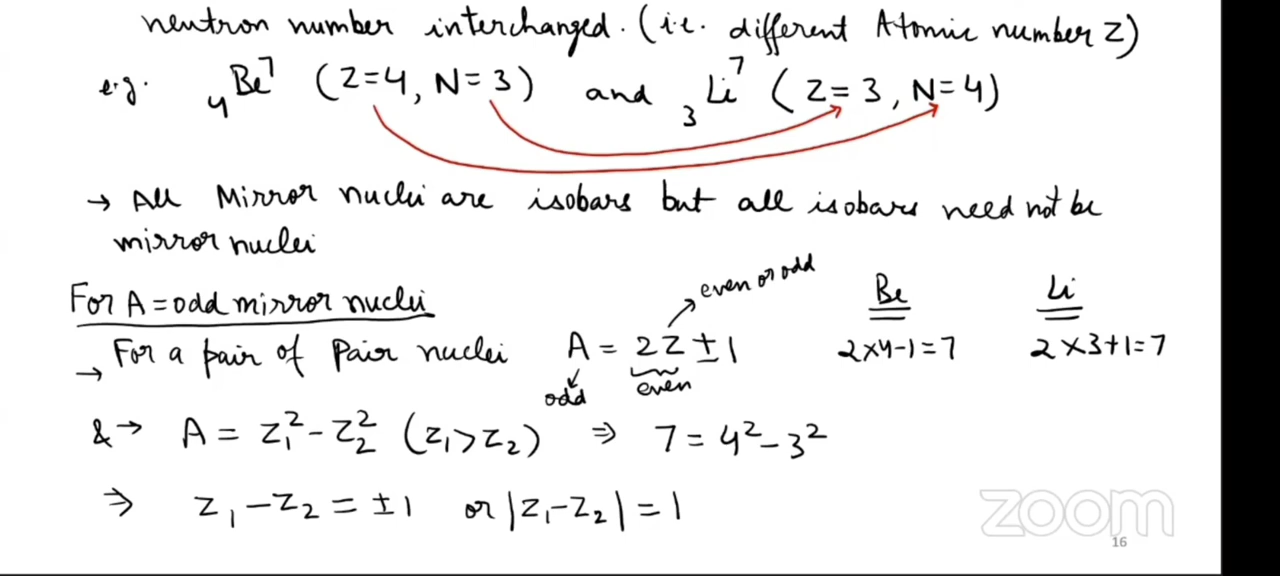 neutron number interchanged. (i.e. different Atomic number Z)
e.g. ₄Be⁷ (Z=4, N=3) and ₃Li⁷ (Z=3, N=4)
→ All Mirror nuclei are isobars but all isobars need not be
mirror nuclei
even or odd
For A = odd mirror nuclei
Be Li
→ For a pair of Pair nuclei A = 2Z ± 1 2×4-1=7 2×3+1=7
odd even
& → A = Z₁² - Z₂² (Z₁>Z₂) ⇒ 7 = 4² - 3²
⇒ Z₁ - Z₂ = ±1 or |Z₁-Z₂| = 1
zoom
16